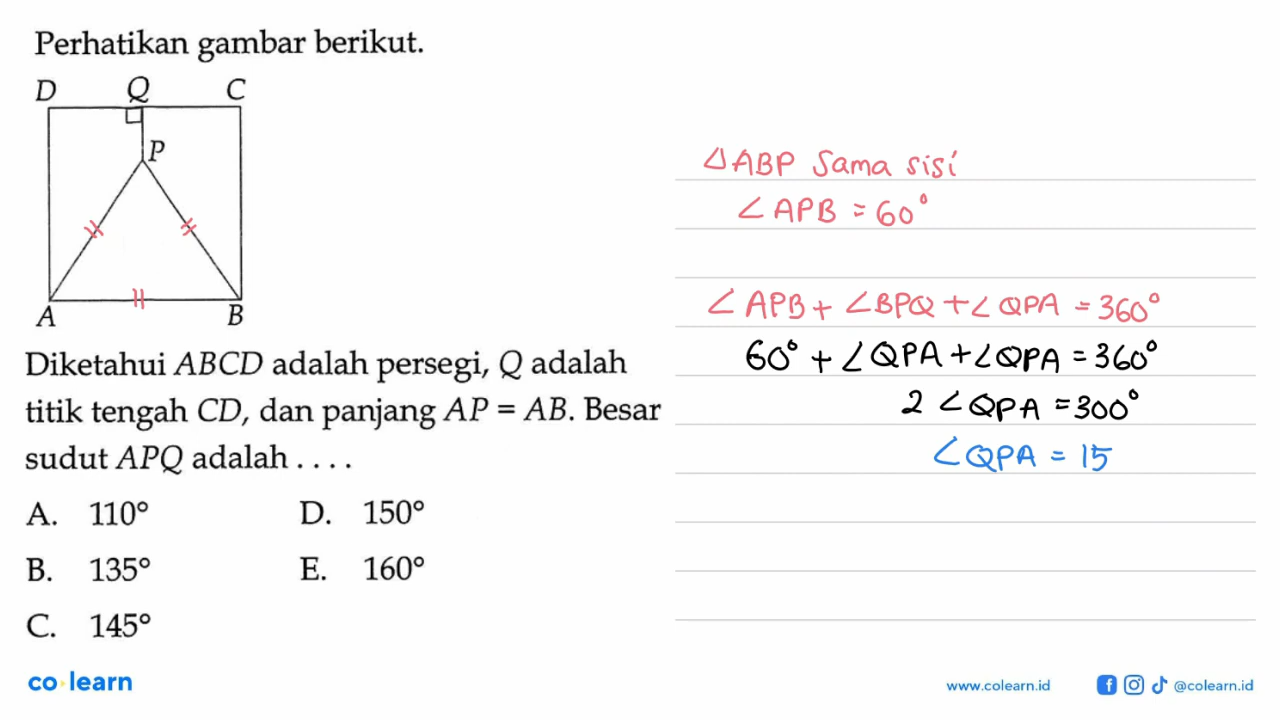 Perhatikan gambar berikut.
D Q C
P
A B
Diketahui ABCD adalah persegi, Q adalah
titik tengah CD, dan panjang AP = AB. Besar
sudut APQ adalah . . . .
A. 110° D. 150°
B. 135° E. 160°
C. 145°
△ABP Sama sisi
∠APB = 60°
∠APB + ∠BPQ + ∠QPA = 360°
60° + ∠QPA + ∠QPA = 360°
2 ∠QPA = 300°
∠QPA = 15
co learn
www.colearn.id
@colearn.id